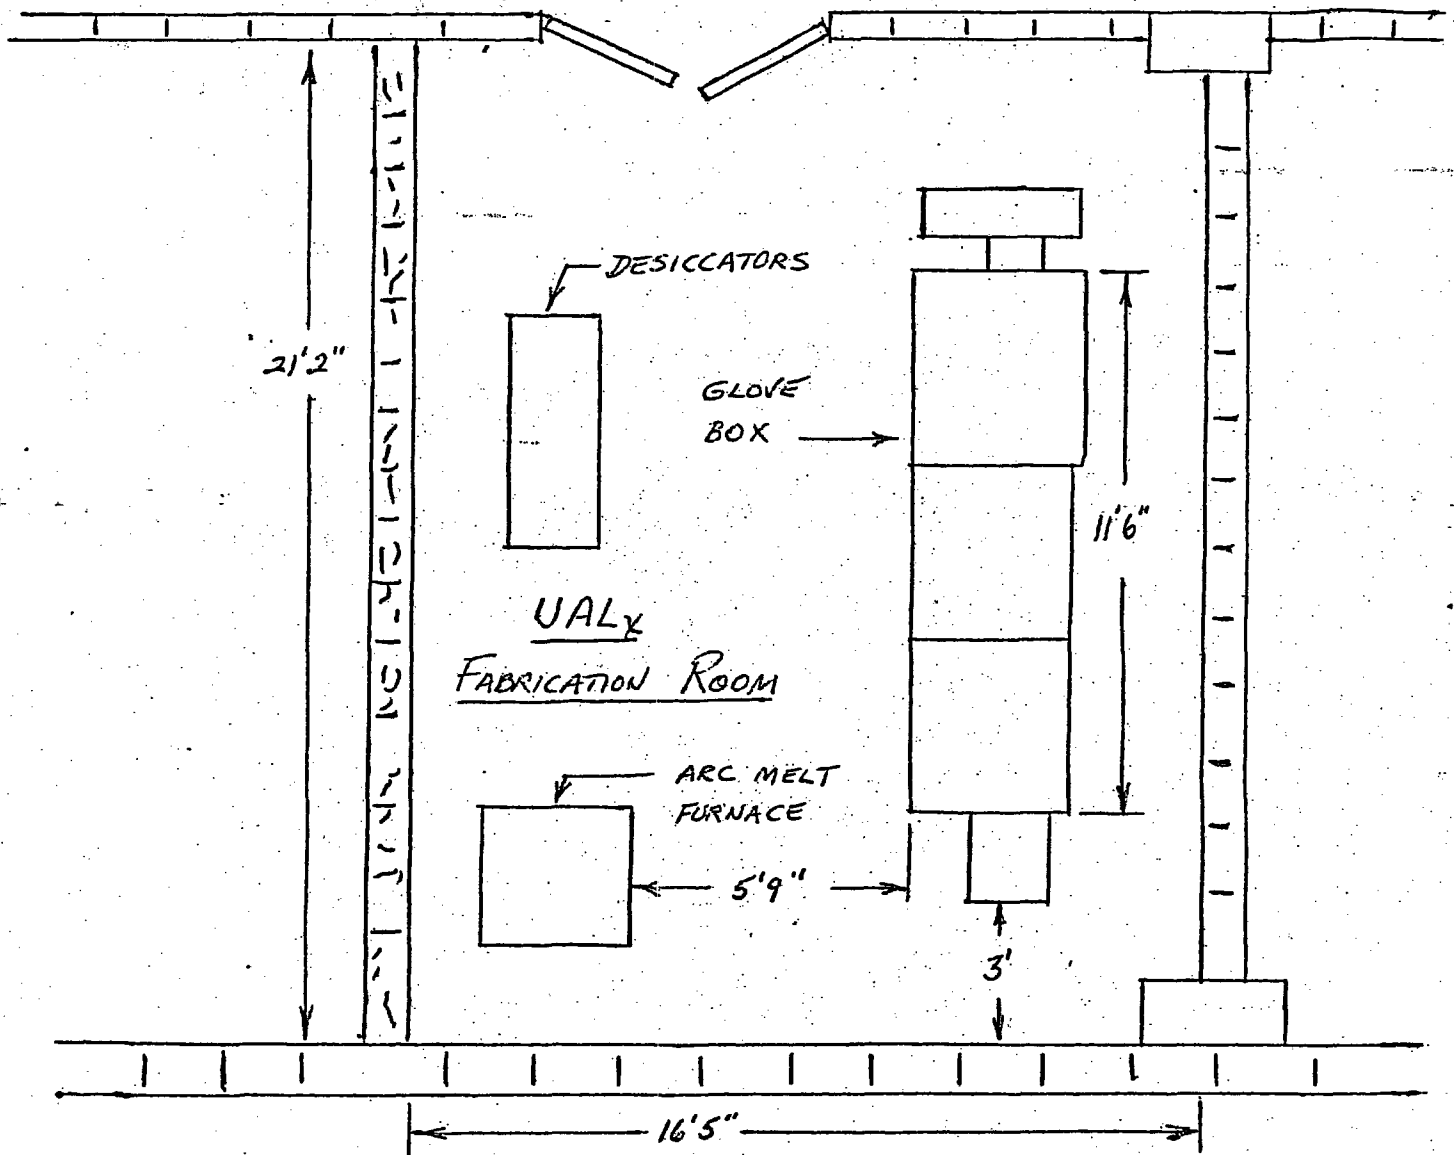 DESICCATORS
21'2"
GLOVE
BOX
11'6"
UALx
FABRICATION ROOM
ARC MELT
FURNACE
5'9"
3'
16'5"